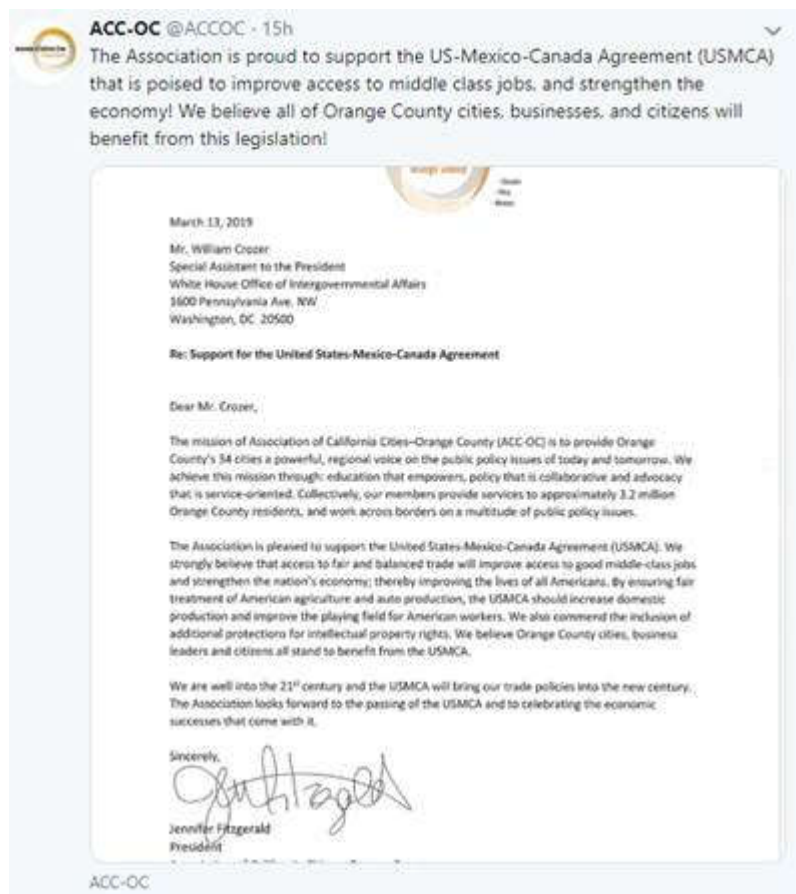 ACC-OC @ACCOC · 15h
The Association is proud to support the US-Mexico-Canada Agreement (USMCA)
that is poised to improve access to middle class jobs, and strengthen the
economy! We believe all of Orange County cities, businesses, and citizens will
benefit from this legislation!
March 13, 2019
Mr. William Crozer
Special Assistant to the President
White House Office of Intergovernmental Affairs
1600 Pennsylvania Ave. NW
Washington, DC 20500
Re: Support for the United States-Mexico-Canada Agreement
Dear Mr. Crozer,
The mission of Association of California Cities–Orange County (ACC-OC) is to provide Orange
County's 34 cities a powerful, regional voice on the public policy issues of today and tomorrow. We
achieve this mission through: education that empowers, policy that is collaborative and advocacy
that is service-oriented. Collectively, our members provide services to approximately 3.2 million
Orange County residents, and work across borders on a multitude of public policy issues.
The Association is pleased to support the United States-Mexico-Canada Agreement (USMCA). We
strongly believe that access to fair and balanced trade will improve access to good middle-class jobs
and strengthen the nation's economy; thereby improving the lives of all Americans. By ensuring fair
treatment of American agriculture and auto production, the USMCA should increase domestic
production and improve the playing field for American workers. We also commend the inclusion of
additional protections for intellectual property rights. We believe Orange County cities, business
leaders and citizens all stand to benefit from the USMCA.
We are well into the 21st century and the USMCA will bring our trade policies into the new century.
The Association looks forward to the passing of the USMCA and to celebrating the economic
successes that come with it.
Sincerely,
Jennifer Fitzgerald
President
ACC-OC